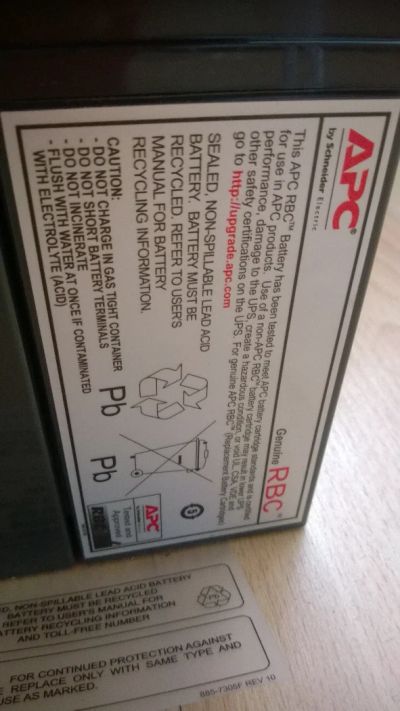 APC®
by Schneider Electric
Genuine RBC®
This APC RBC™ Battery has been tested to meet APC battery cartridge standards and is certified
for use in APC products. Use of a non-APC RBC™ battery cartridge may result in lower UPS
performance, damage to the UPS, create a hazardous condition, or void UL, CSA, VDE and
other safety certifications on the UPS. For genuine APC RBC™ (Replacement Battery Cartridge)
go to http://upgrade.apc.com
SEALED, NON-SPILLABLE LEAD ACID
BATTERY. BATTERY MUST BE
RECYCLED. REFER TO USER'S
MANUAL FOR BATTERY
RECYCLING INFORMATION.
CAUTION:
- DO NOT CHARGE IN GAS TIGHT CONTAINER
- DO NOT SHORT BATTERY TERMINALS
- DO NOT INCINERATE
- FLUSH WITH WATER AT ONCE IF CONTAMINATED
WITH ELECTROLYTE (ACID)
Pb
Pb
APC
Tested and
Approved
RBC
NON-SPILLABLE LEAD ACID BATTERY
BATTERY MUST BE RECYCLED
REFER TO USER'S MANUAL FOR
BATTERY RECYCLING INFORMATION
AND TOLL-FREE NUMBER
FOR CONTINUED PROTECTION AGAINST
REPLACE ONLY WITH SAME TYPE AND
AS MARKED.
885-7305F REV 10